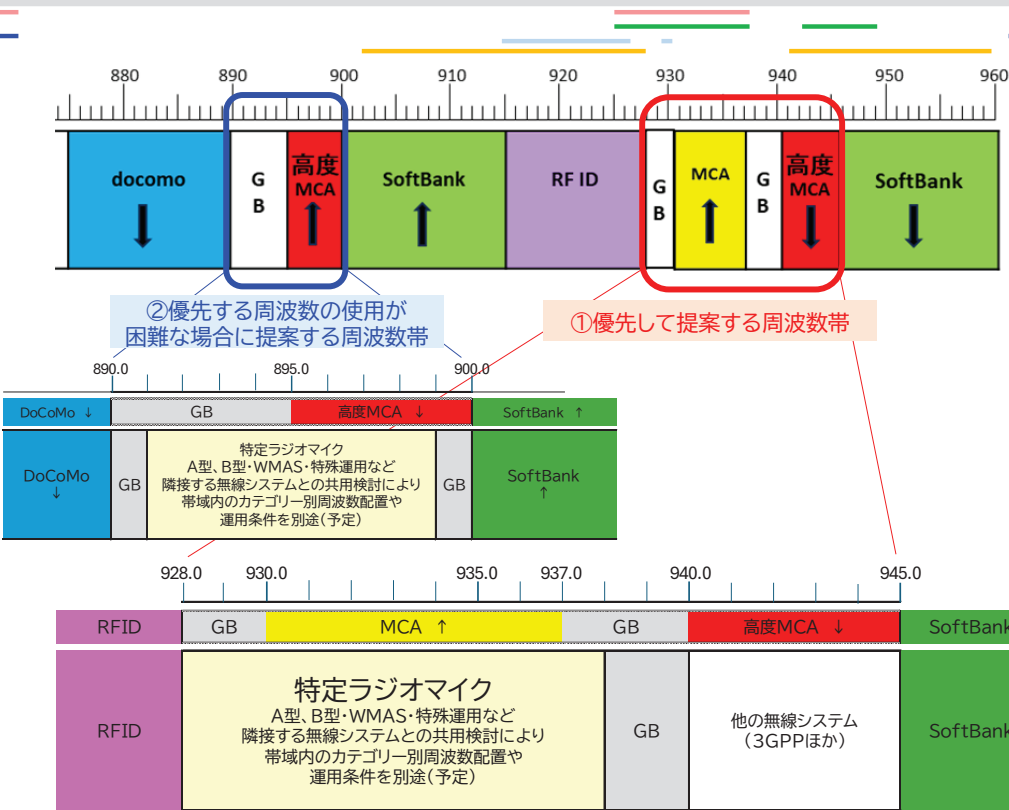 880 890 900 910 920 930 940 950 960
docomo
G
B
高度
MCA
SoftBank
RF ID
G
B
MCA
G
B
高度
MCA
SoftBank
②優先する周波数の使用が
困難な場合に提案する周波数帯
①優先して提案する周波数帯
890.0 895.0 900.0
DoCoMo ↓ GB 高度MCA ↓ SoftBank ↑
DoCoMo
↓
GB
特定ラジオマイク
A型、B型・WMAS・特殊運用など
隣接する無線システムとの共用検討により
帯域内のカテゴリー別周波数配置や
運用条件を別途(予定)
GB
SoftBank
↑
928.0 930.0 935.0 937.0 940.0 945.0
RFID GB MCA ↑ GB 高度MCA ↓ SoftBank
RFID
特定ラジオマイク
A型、B型・WMAS・特殊運用など
隣接する無線システムとの共用検討により
帯域内のカテゴリー別周波数配置や
運用条件を別途(予定)
GB
他の無線システム
(3GPPほか)
SoftBank